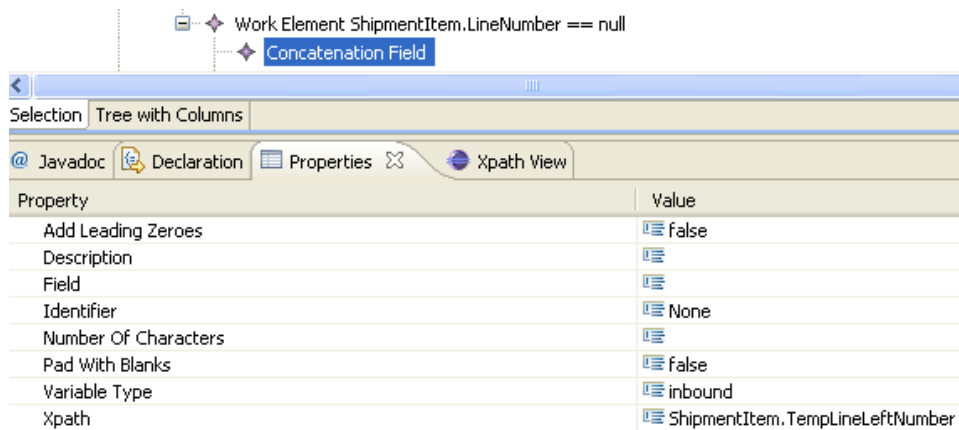 Work Element ShipmentItem.LineNumber == null
Concatenation Field
Selection Tree with Columns
@ Javadoc Declaration Properties Xpath View
Property Value
Add Leading Zeroes false
Description
Field
Identifier None
Number Of Characters
Pad With Blanks false
Variable Type inbound
Xpath ShipmentItem.TempLineLeftNumber